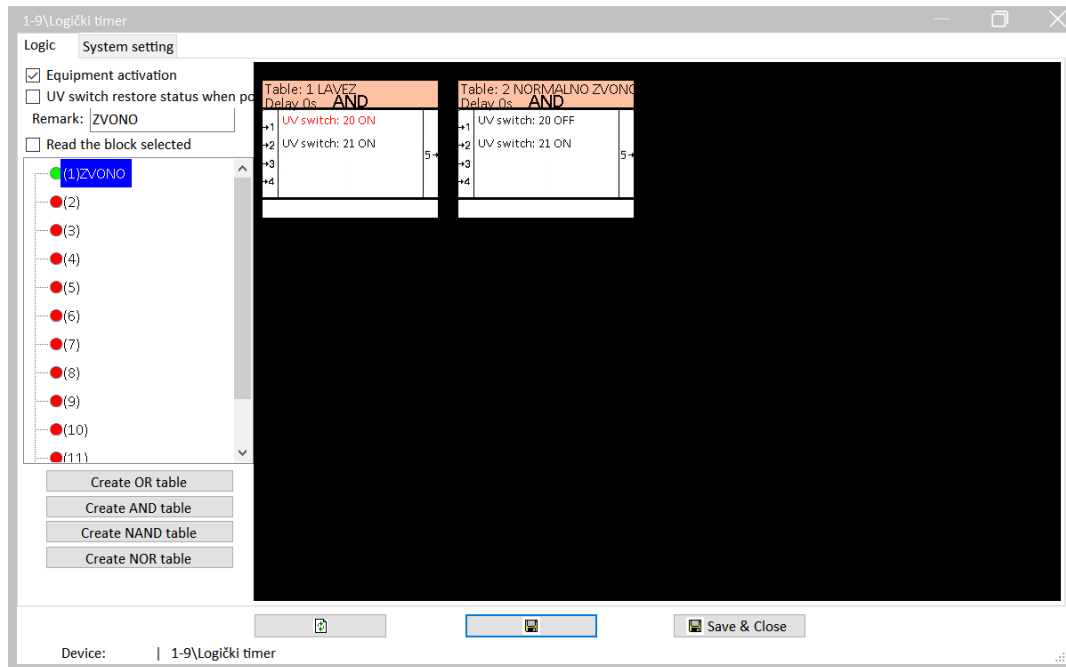 1-9\Logički timer
Logic
System setting
Equipment activation
UV switch restore status when po
Remark: ZVONO
Read the block selected
(1)ZVONO
(2)
(3)
(4)
(5)
(6)
(7)
(8)
(9)
(10)
(11)
Create OR table
Create AND table
Create NAND table
Create NOR table
Table: 1 LAVEZ
Delay 0s AND
→1 UV switch: 20 ON
→2 UV switch: 21 ON
5→
→3
→4
Table: 2 NORMALNO ZVONO
Delay 0s AND
→1 UV switch: 20 OFF
→2 UV switch: 21 ON
5→
→3
→4
Save & Close
Device: | 1-9\Logički timer